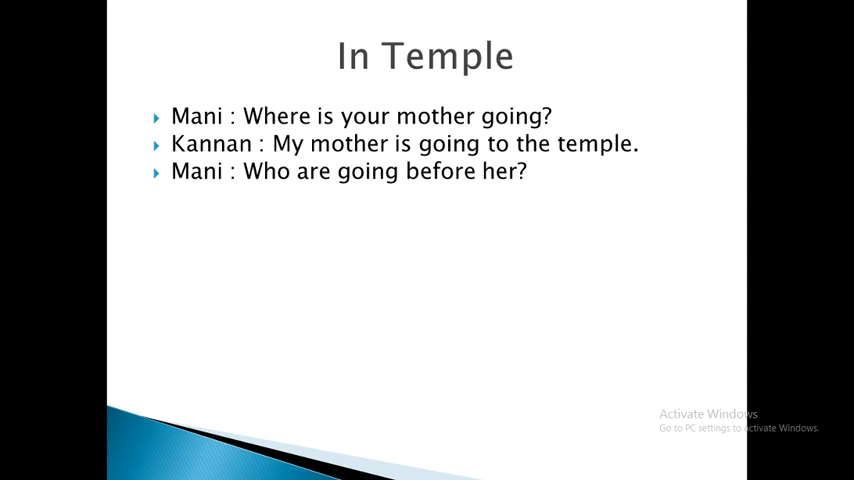 In Temple
Mani : Where is your mother going?
Kannan : My mother is going to the temple.
Mani : Who are going before her?
Activate Windows
Go to PC settings to activate Windows.